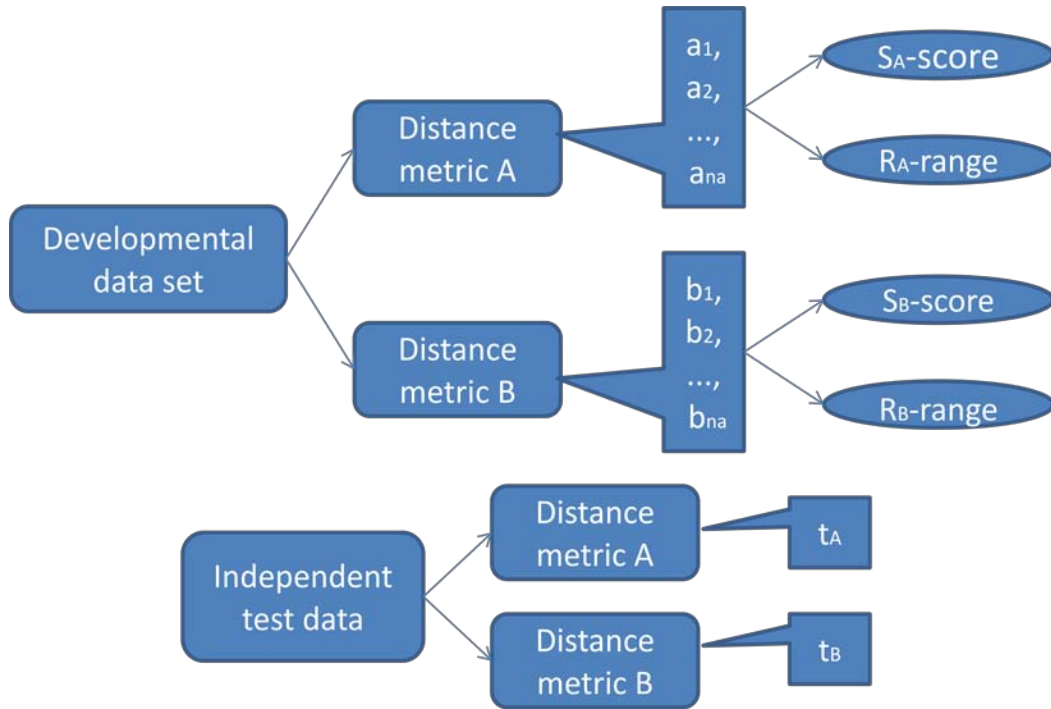 Developmental
data set
Distance
metric A
a1,
a2,
...,
ana
SA-score
RA-range
Distance
metric B
b1,
b2,
...,
bna
SB-score
RB-range
Independent
test data
Distance
metric A
tA
Distance
metric B
tB